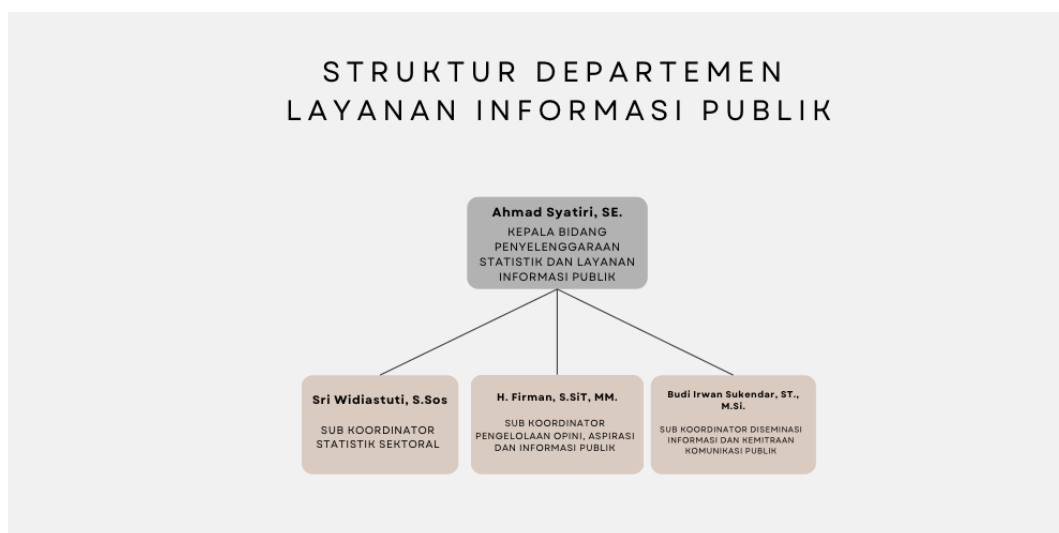 STRUKTUR DEPARTEMEN
LAYANAN INFORMASI PUBLIK
Ahmad Syatiri, SE.
KEPALA BIDANG
PENYELENGGARAAN
STATISTIK DAN LAYANAN
INFORMASI PUBLIK
Sri Widiastuti, S.Sos
SUB KOORDINATOR
STATISTIK SEKTORAL
H. Firman, S.SiT, MM.
SUB KOORDINATOR
PENGELOLAAN OPINI, ASPIRASI
DAN INFORMASI PUBLIK
Budi Irwan Sukendar, ST.,
M.Si.
SUB KOORDINATOR DISEMINASI
INFORMASI DAN KEMITRAAN
KOMUNIKASI PUBLIK